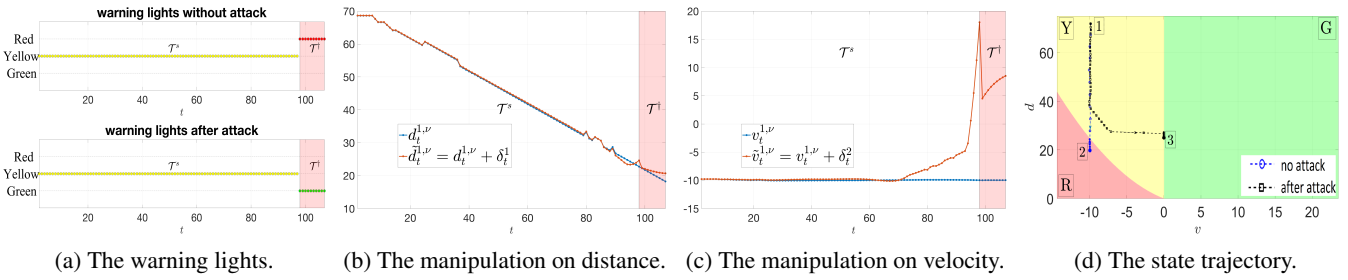 warning lights without attack
Red
Yellow
Green
𝒯ˢ
𝒯†
20 40 60 80 100
t
warning lights after attack
Red
Yellow
Green
𝒯ˢ
𝒯†
20 40 60 80 100
t
(a) The warning lights.
70
60
50
40
30
20
10
𝒯ˢ
𝒯†
d_t^{1,ν}
d̃_t^{1,ν} = d_t^{1,ν} + δ_t^1
20 40 60 80 100
t
(b) The manipulation on distance.
20
15
10
5
0
-5
-10
-15
𝒯ˢ
𝒯†
v_t^{1,ν}
ṽ_t^{1,ν} = v_t^{1,ν} + δ_t^2
20 40 60 80 100
t
(c) The manipulation on velocity.
Y
1
G
d
60
40
20
0
2
3
R
no attack
after attack
-10 -5 0 5 10 15 20
v
(d) The state trajectory.